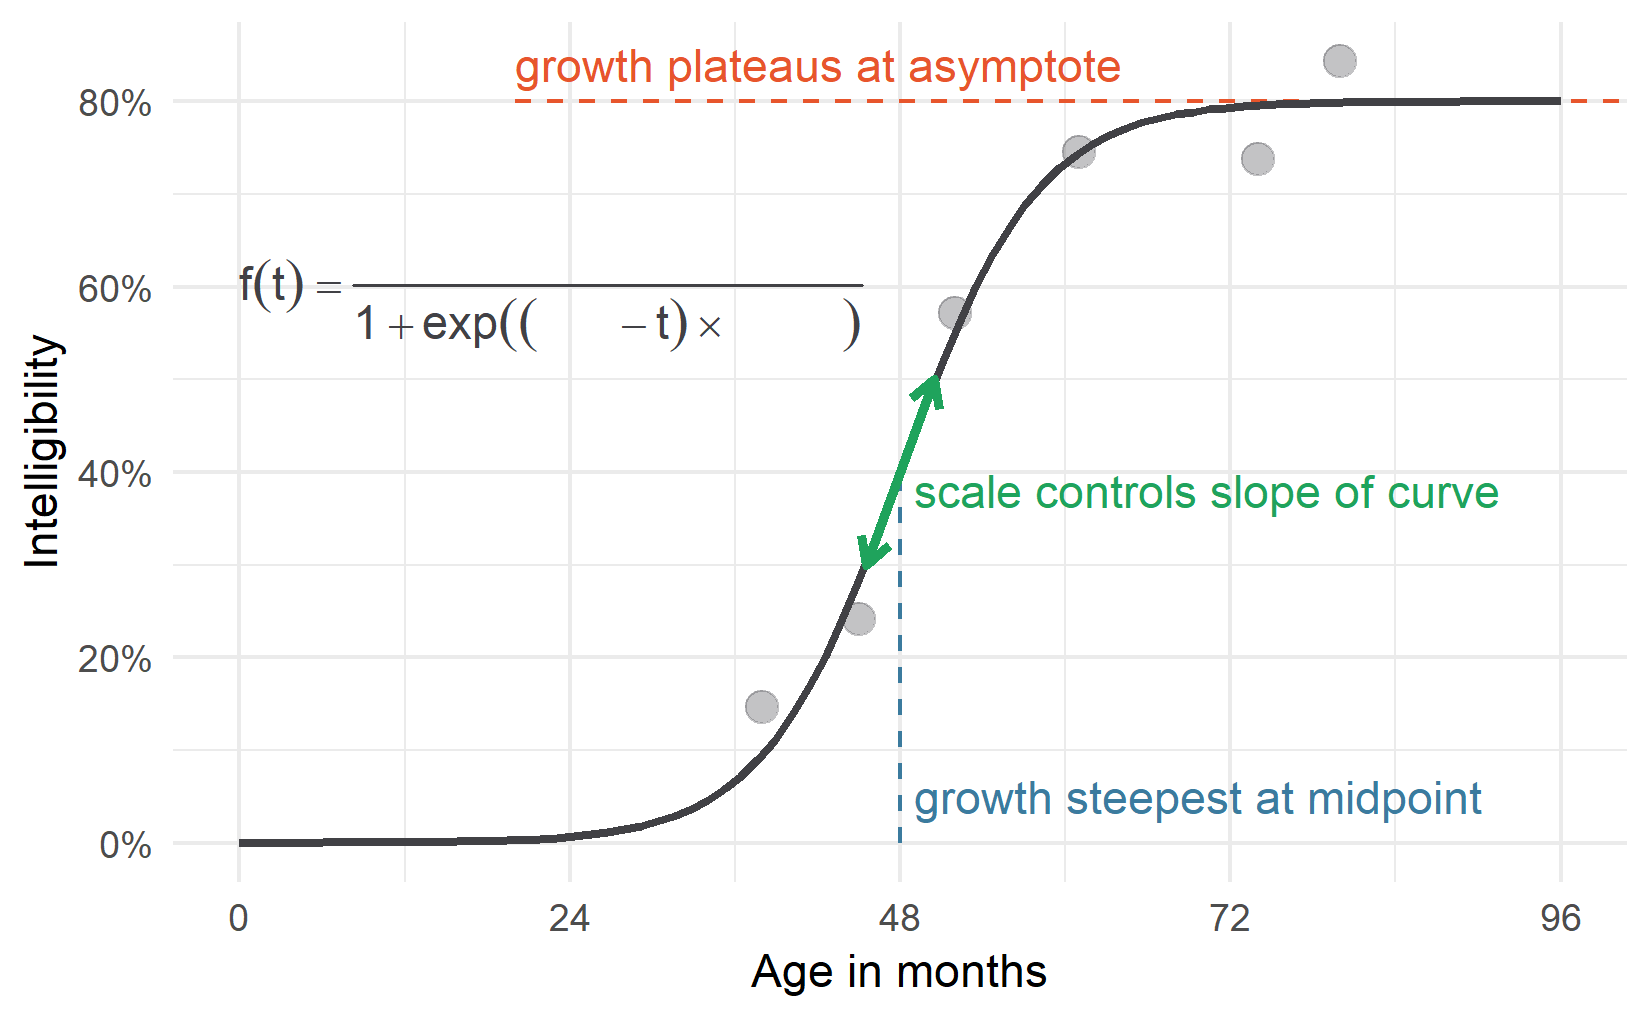 growth plateaus at asymptote
80%
60%
40%
20%
0%
f(t) =
1 + exp(( − t) × )
scale controls slope of curve
growth steepest at midpoint
Intelligibility
0 24 48 72 96
Age in months